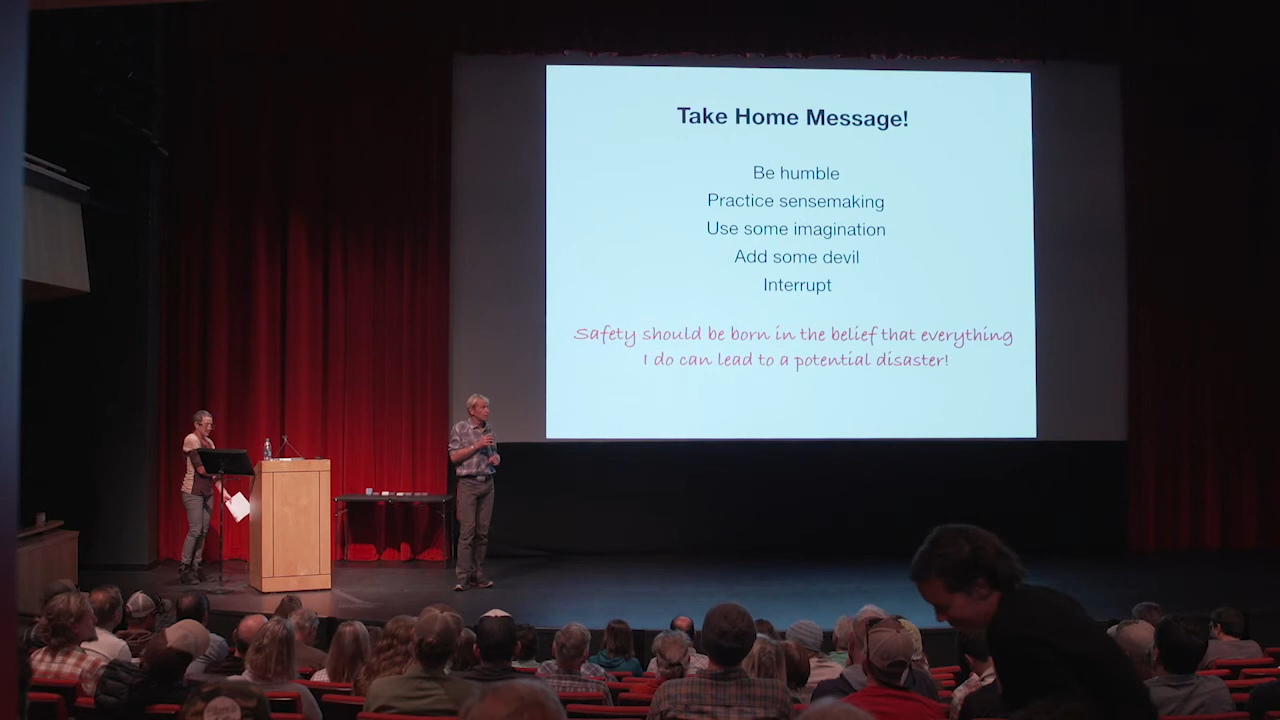 Take Home Message!
Be humble
Practice sensemaking
Use some imagination
Add some devil
Interrupt
Safety should be born in the belief that everything
I do can lead to a potential disaster!